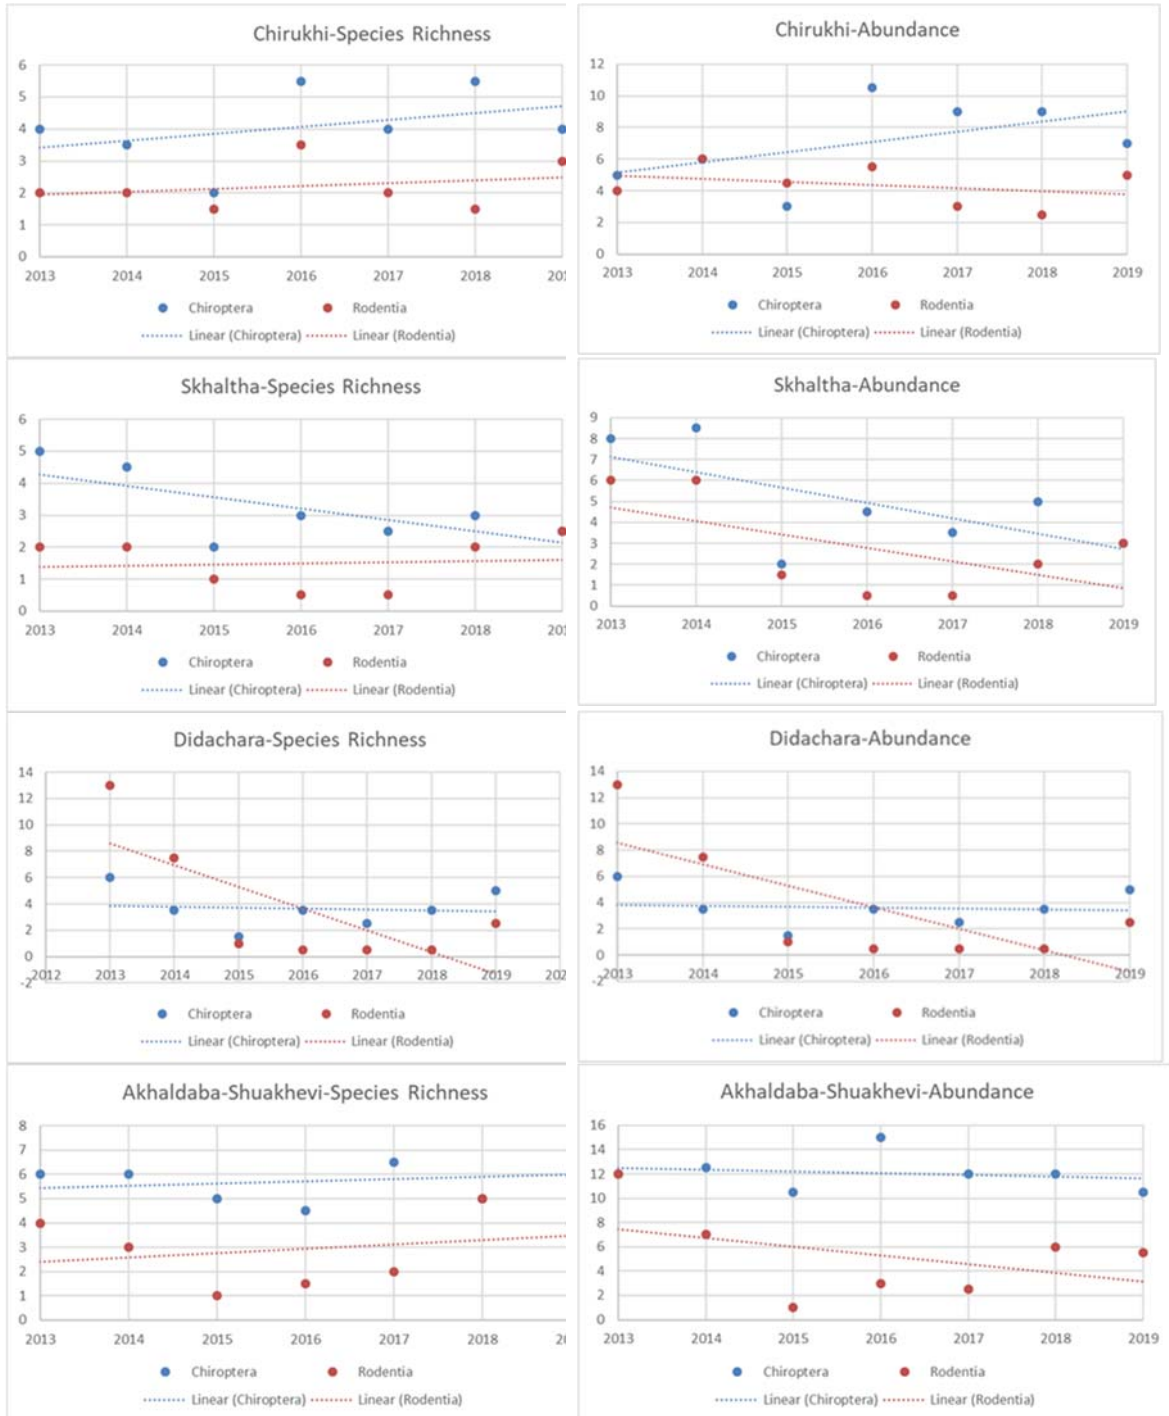 Chirukhi-Species Richness
6
5
4
3
2
1
0
2013 2014 2015 2016 2017 2018 201
Chiroptera Rodentia
Linear (Chiroptera) Linear (Rodentia)
Chirukhi-Abundance
12
10
8
6
4
2
0
2013 2014 2015 2016 2017 2018 2019
Chiroptera Rodentia
Linear (Chiroptera) Linear (Rodentia)
Skhaltha-Species Richness
6
5
4
3
2
1
0
2013 2014 2015 2016 2017 2018 201
Chiroptera Rodentia
Linear (Chiroptera) Linear (Rodentia)
Skhaltha-Abundance
9
8
7
6
5
4
3
2
1
0
2013 2014 2015 2016 2017 2018 2019
Chiroptera Rodentia
Linear (Chiroptera) Linear (Rodentia)
Didachara-Species Richness
14
12
10
8
6
4
2
0
-2
2012 2013 2014 2015 2016 2017 2018 2019 202
Chiroptera Rodentia
Linear (Chiroptera) Linear (Rodentia)
Didachara-Abundance
14
12
10
8
6
4
2
0
-2
2013 2014 2015 2016 2017 2018 2019
Chiroptera Rodentia
Linear (Chiroptera) Linear (Rodentia)
Akhaldaba-Shuakhevi-Species Richness
8
7
6
5
4
3
2
1
0
2013 2014 2015 2016 2017 2018 20
Chiroptera Rodentia
Linear (Chiroptera) Linear (Rodentia)
Akhaldaba-Shuakhevi-Abundance
16
14
12
10
8
6
4
2
0
2013 2014 2015 2016 2017 2018 2019
Chiroptera Rodentia
Linear (Chiroptera) Linear (Rodentia)